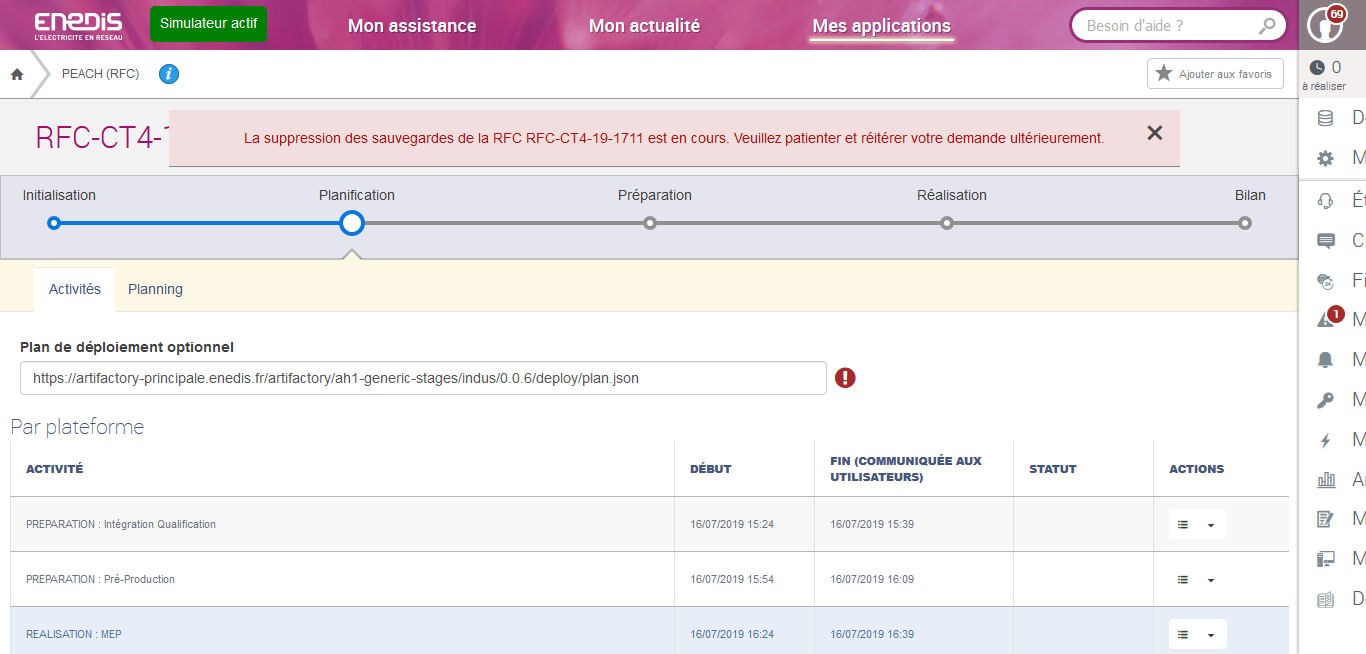 enedis
L'ELECTRICITE EN RESEAU
Simulateur actif
Mon assistance
Mon actualité
Mes applications
Besoin d'aide ?
69
PEACH (RFC)
i
Ajouter aux favoris
0
à réaliser
RFC-CT4-
La suppression des sauvegardes de la RFC RFC-CT4-19-1711 est en cours. Veuillez patienter et réitérer votre demande ultérieurement.
Initialisation
Planification
Préparation
Réalisation
Bilan
Activités
Planning
1
Plan de déploiement optionnel
https://artifactory-principale.enedis.fr/artifactory/ah1-generic-stages/indus/0.0.6/deploy/plan.json
Par plateforme
ACTIVITÉ
DÉBUT
FIN (COMMUNIQUÉE AUX
UTILISATEURS)
STATUT
ACTIONS
PREPARATION : Intégration Qualification
16/07/2019 15:24
16/07/2019 15:39
PREPARATION : Pré-Production
16/07/2019 15:54
16/07/2019 16:09
REALISATION : MEP
16/07/2019 16:24
16/07/2019 16:39